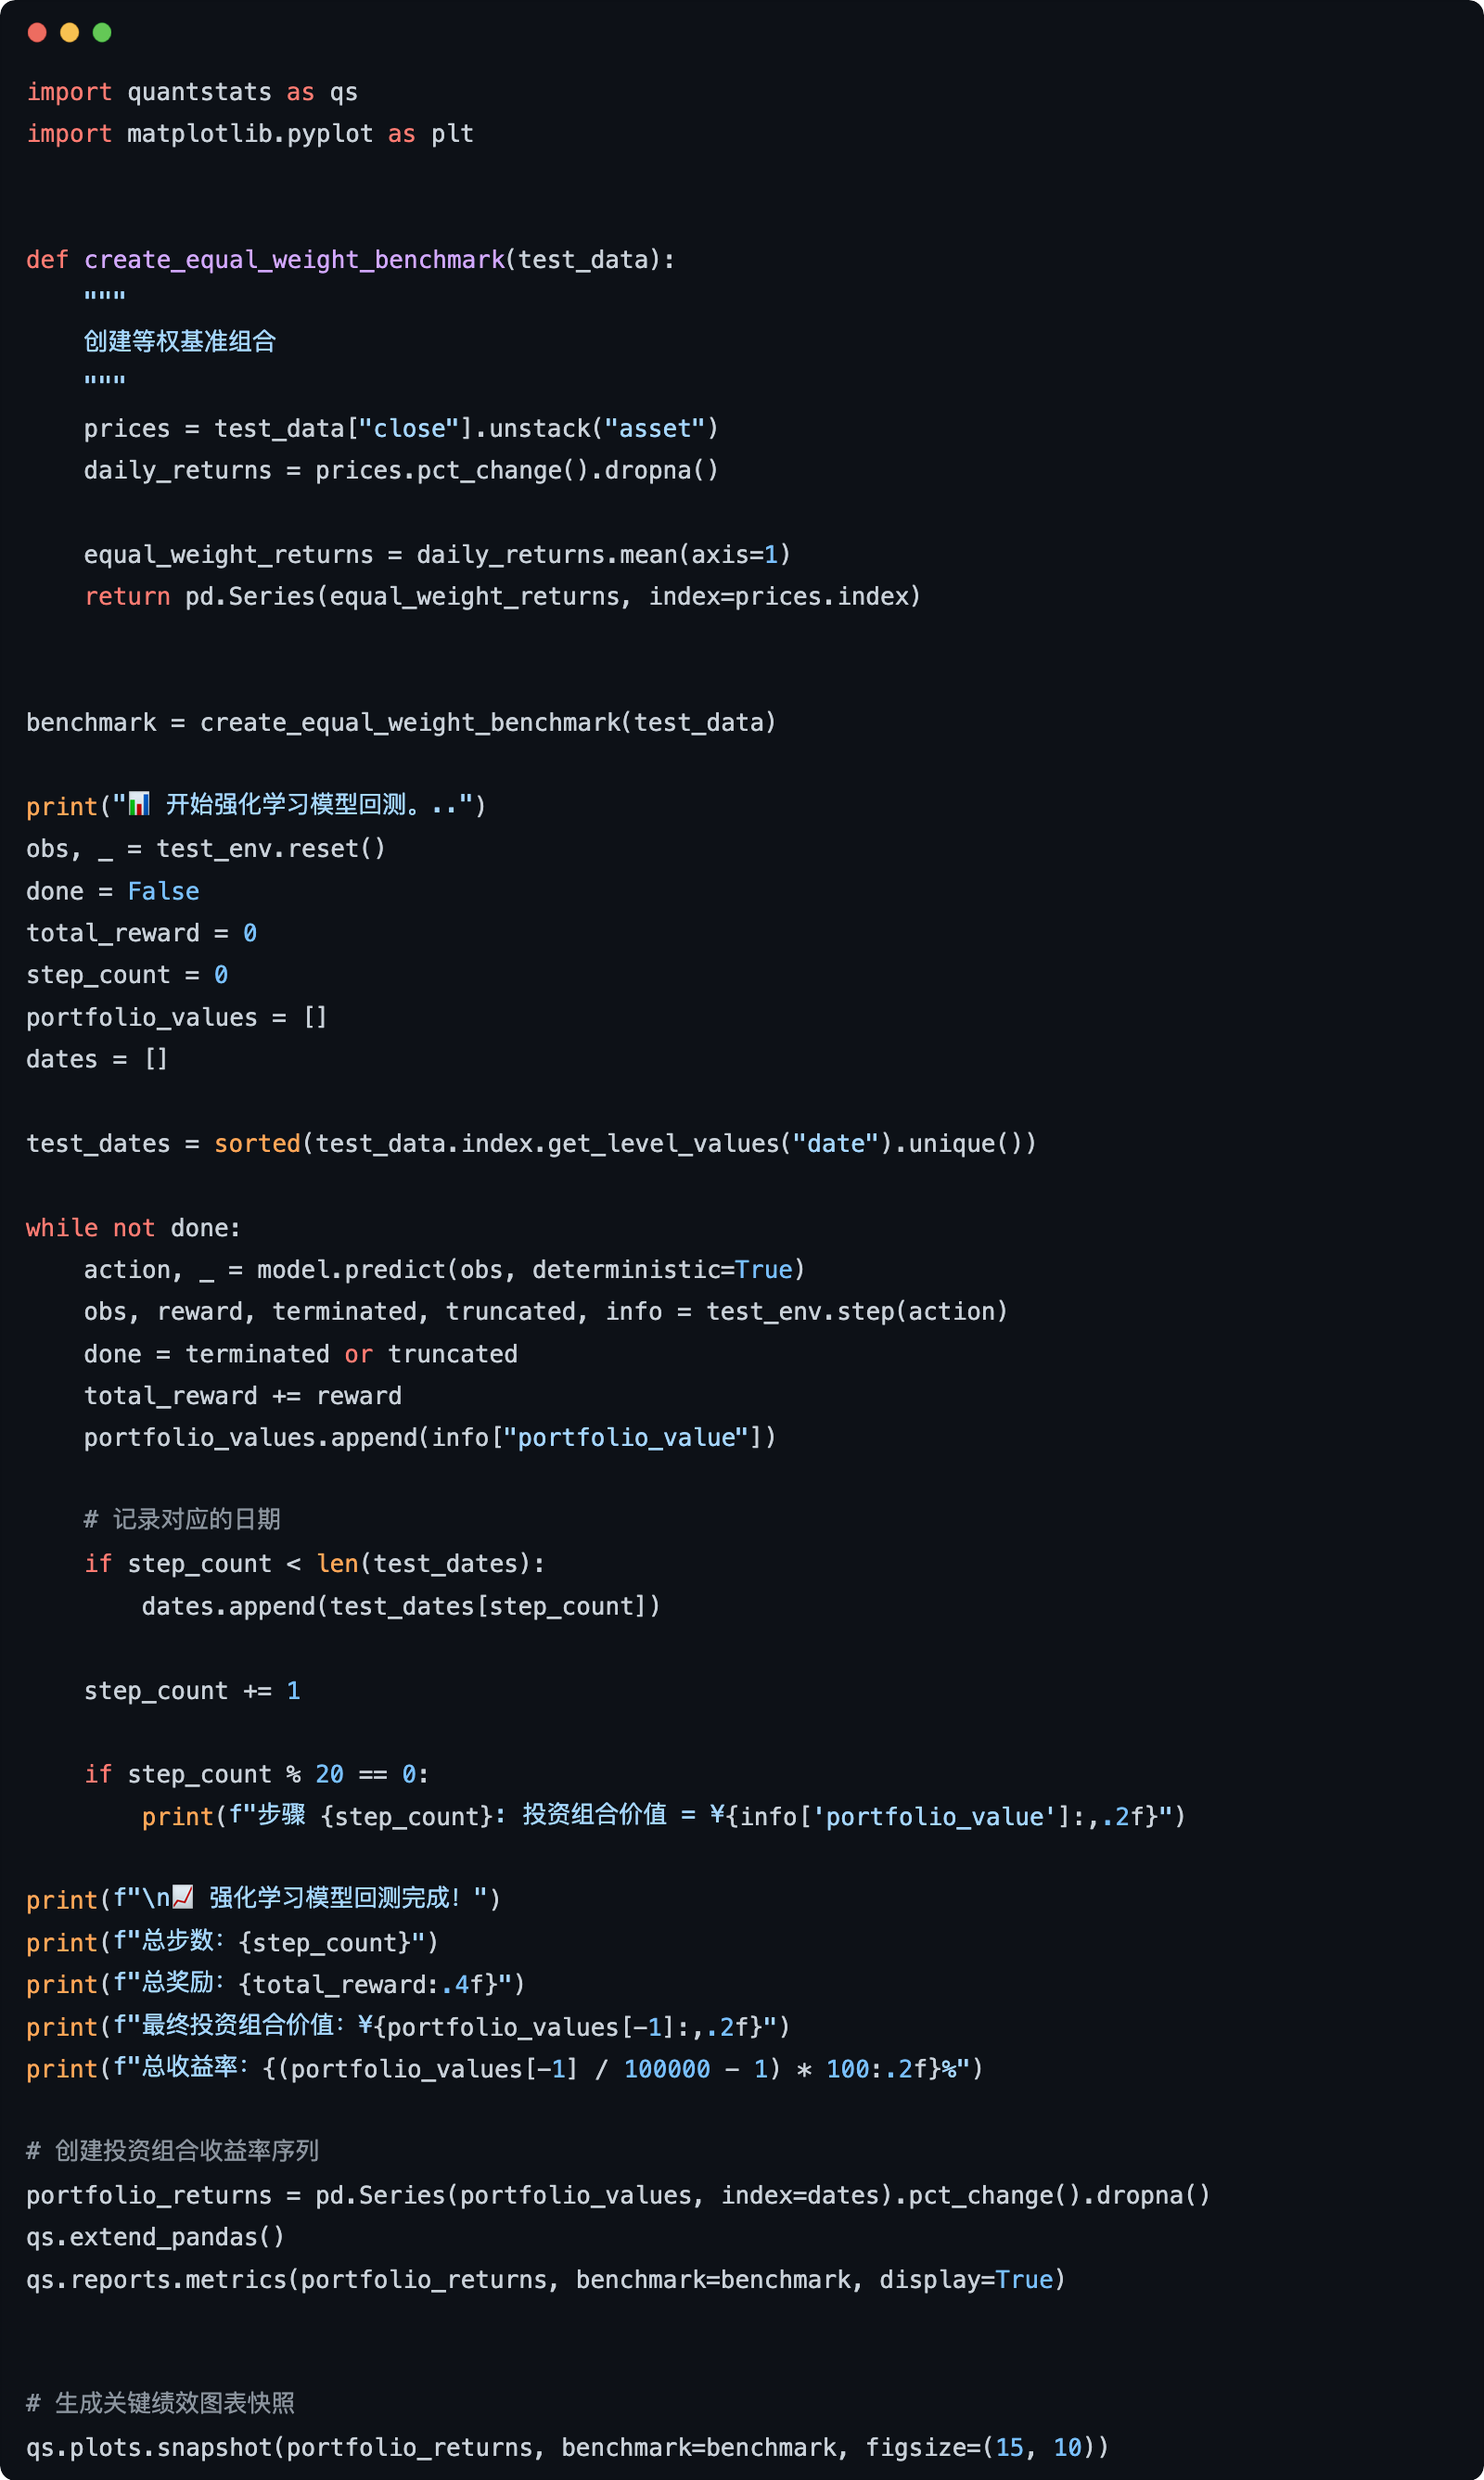 import quantstats as qs
import matplotlib.pyplot as plt
def create_equal_weight_benchmark(test_data):
    """
    创建等权基准组合
    """
    prices = test_data["close"].unstack("asset")
    daily_returns = prices.pct_change().dropna()
    equal_weight_returns = daily_returns.mean(axis=1)
    return pd.Series(equal_weight_returns, index=prices.index)
benchmark = create_equal_weight_benchmark(test_data)
print("📊 开始强化学习模型回测。..")
obs, _ = test_env.reset()
done = False
total_reward = 0
step_count = 0
portfolio_values = []
dates = []
test_dates = sorted(test_data.index.get_level_values("date").unique())
while not done:
    action, _ = model.predict(obs, deterministic=True)
    obs, reward, terminated, truncated, info = test_env.step(action)
    done = terminated or truncated
    total_reward += reward
    portfolio_values.append(info["portfolio_value"])
    # 记录对应的日期
    if step_count < len(test_dates):
        dates.append(test_dates[step_count])
    step_count += 1
    if step_count % 20 == 0:
        print(f"步骤 {step_count}: 投资组合价值 = ¥{info['portfolio_value']:,.2f}")
print(f"\n📈 强化学习模型回测完成！")
print(f"总步数：{step_count}")
print(f"总奖励：{total_reward:.4f}")
print(f"最终投资组合价值：¥{portfolio_values[-1]:,.2f}")
print(f"总收益率：{(portfolio_values[-1] / 100000 - 1) * 100:.2f}%")
# 创建投资组合收益率序列
portfolio_returns = pd.Series(portfolio_values, index=dates).pct_change().dropna()
qs.extend_pandas()
qs.reports.metrics(portfolio_returns, benchmark=benchmark, display=True)
# 生成关键绩效图表快照
qs.plots.snapshot(portfolio_returns, benchmark=benchmark, figsize=(15, 10))